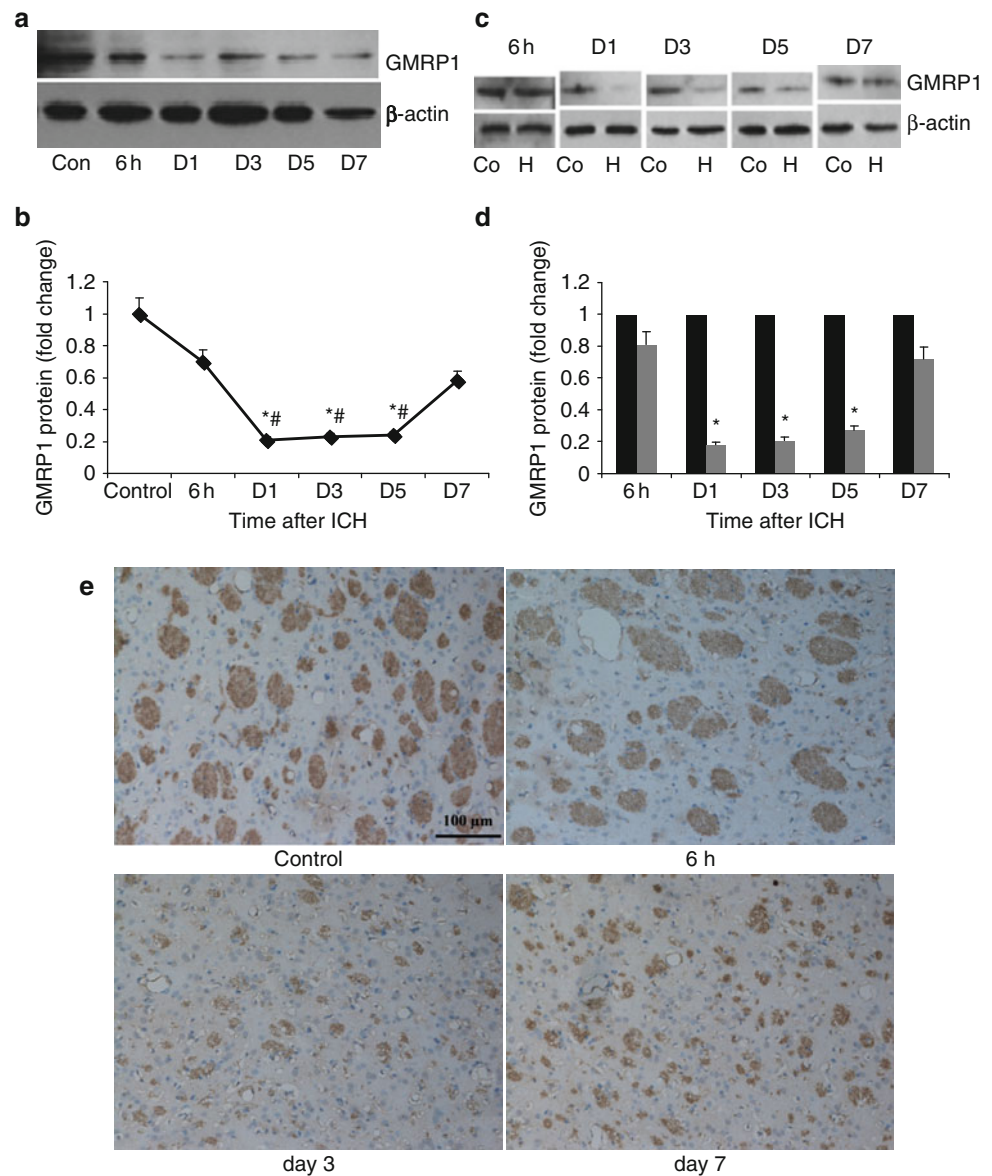 a
GMRP1
β-actin
Con 6 h D1 D3 D5 D7
c
6 h D1 D3 D5 D7
GMRP1
β-actin
Co H Co H Co H Co H Co H
b
GMRP1 protein (fold change)
1.2
1
0.8
0.6
0.4
0.2
0
*# *# *#
Control 6 h D1 D3 D5 D7
Time after ICH
d
GMRP1 protein (fold change)
1.2
1
0.8
0.6
0.4
0.2
0
* * *
6 h D1 D3 D5 D7
Time after ICH
e
100 µm
Control
6 h
day 3
day 7